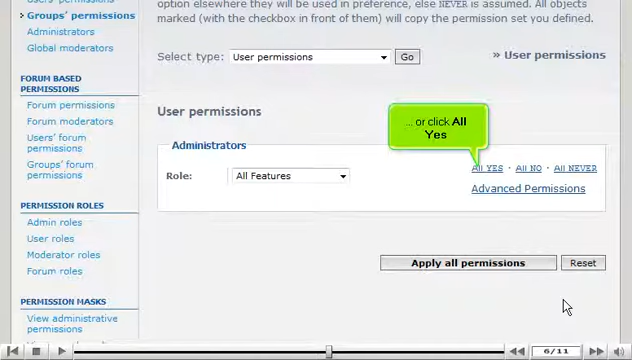 Users' permissions
option elsewhere they will be used in preference, else NEVER is assumed. All objects
Groups' permissions
marked (with the checkbox in front of them) will copy the permission set you defined.
Administrators
Global moderators
Select type:
User permissions
Go
» User permissions
FORUM BASED
PERMISSIONS
Forum permissions
Forum moderators
Users' forum
permissions
Groups' forum
permissions
User permissions
... or click All
Yes
Administrators
All YES · All NO · All NEVER
Role:
All Features
Advanced Permissions
PERMISSION ROLES
Admin roles
User roles
Moderator roles
Forum roles
Apply all permissions
Reset
PERMISSION MASKS
View administrative
permissions
6/11